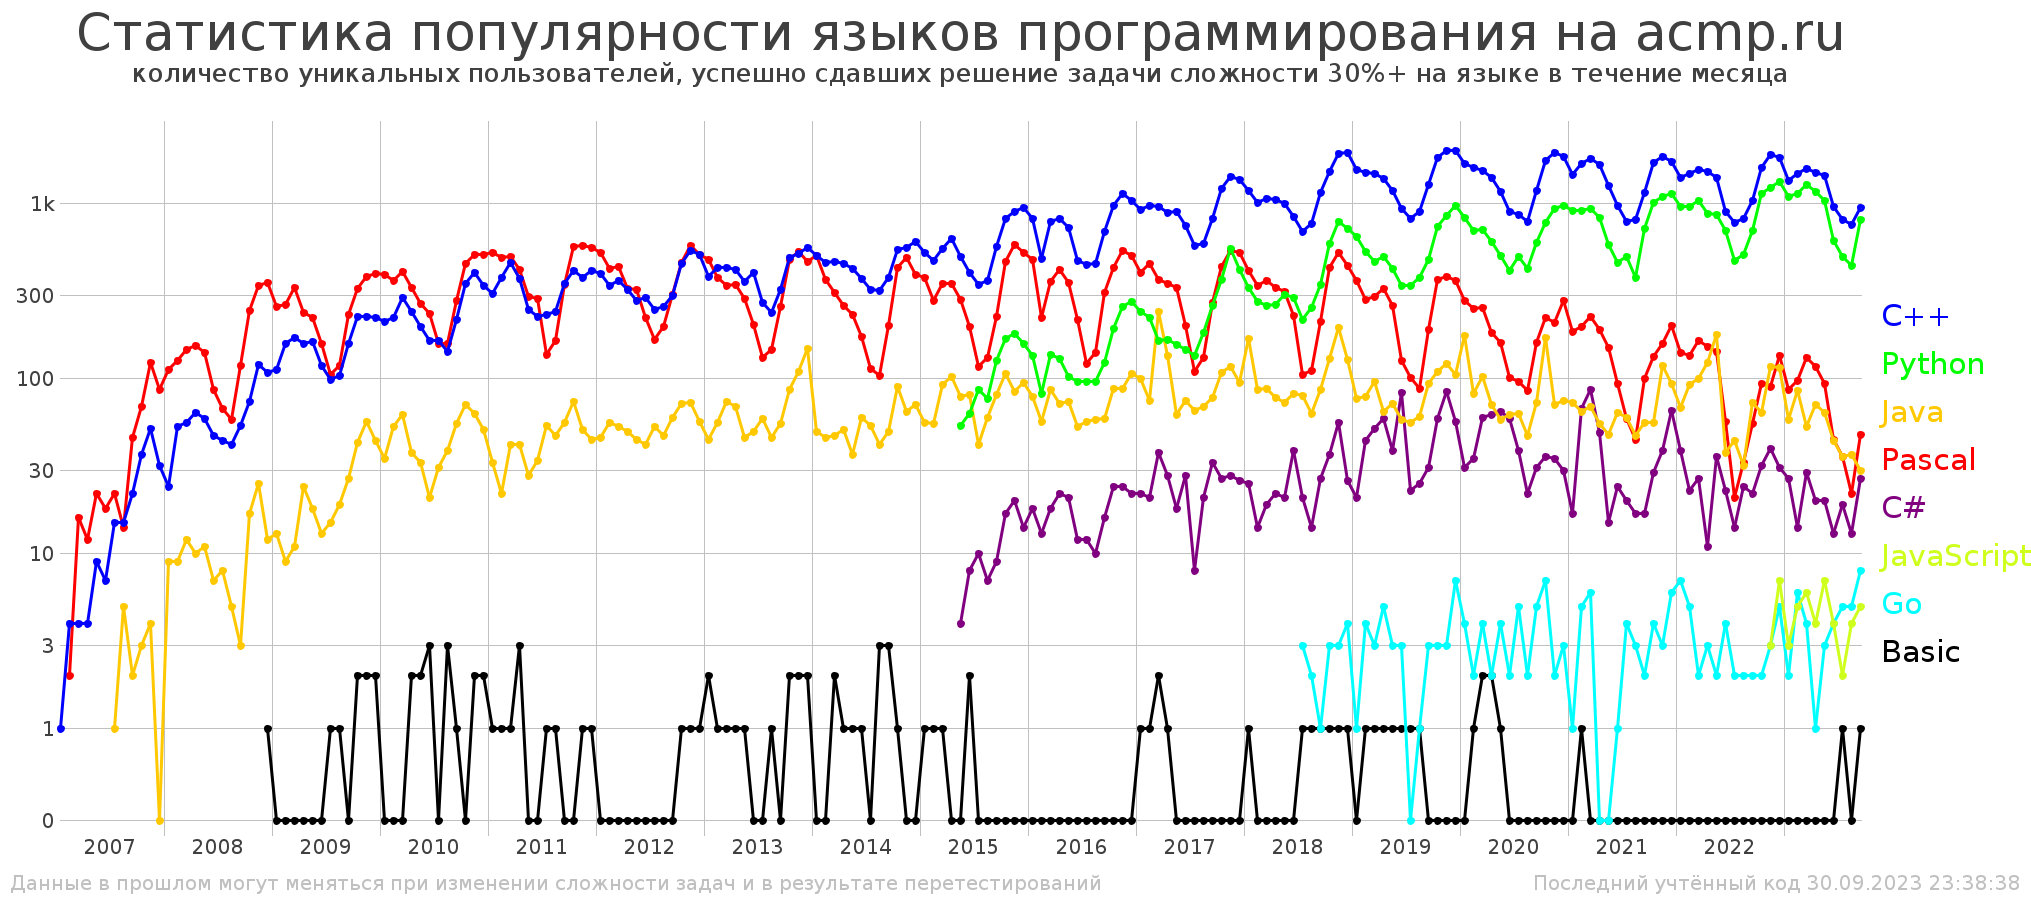 Статистика популярности языков программирования на acmp.ru
количество уникальных пользователей, успешно сдавших решение задачи сложности 30%+ на языке в течение месяца
1k
300
100
30
10
3
1
0
C++
Python
Java
Pascal
C#
JavaScript
Go
Basic
2007 2008 2009 2010 2011 2012 2013 2014 2015 2016 2017 2018 2019 2020 2021 2022
Данные в прошлом могут меняться при изменении сложности задач и в результате перетестирований
Последний учтённый код 30.09.2023 23:38:38